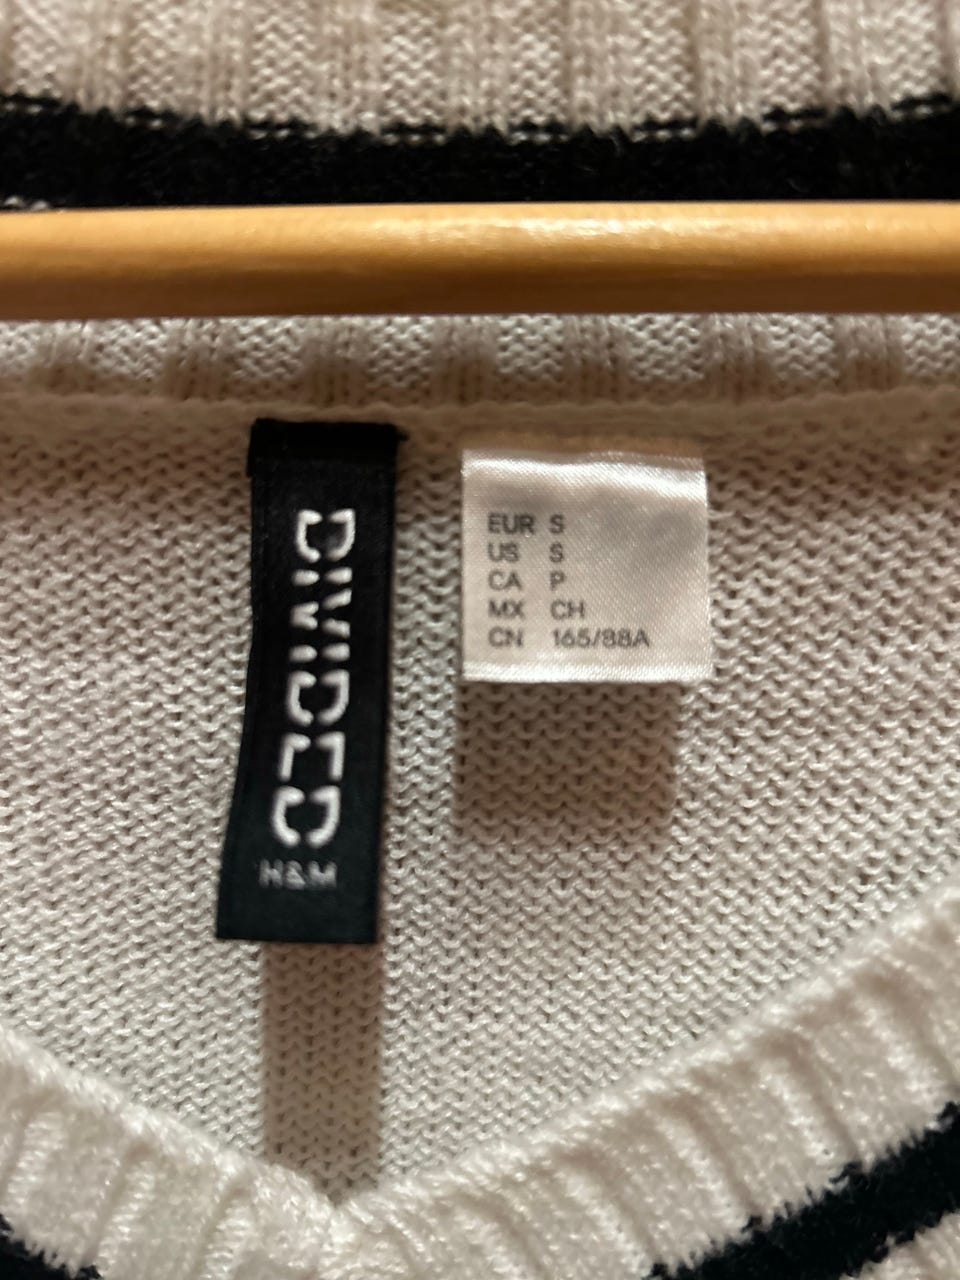 DIVIDED
H&M
EUR S
US S
CA P
MX CH
CN 165/88A